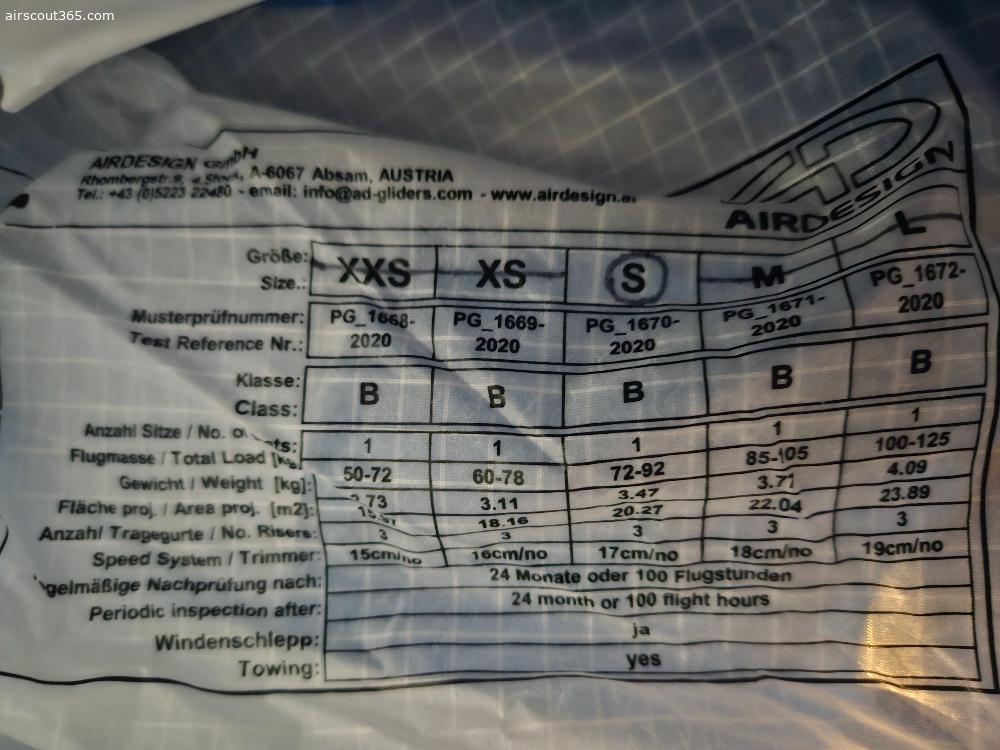 airscout365.com
AIRDESIGN GmbH
Rhombergstr.9, A-6067 Absam, AUSTRIA
Tel.: +43 (0)5223 22480 - email: info@ad-gliders.com - www.airdesign.at
AIRDESIGN
Größe: XXS XS S M L
Size.:
Musterprüfnummer: PG_1668- PG_1669- PG_1670- PG_1671- PG_1672-
Test Reference Nr.: 2020 2020 2020 2020 2020
Klasse: B B B B B
Class:
Anzahl Sitze / No. 1 1 1 1 1
Flugmasse / Total Load [kg] 50-72 60-78 72-92 85-105 100-125
Gewicht / Weight [kg]: 3.11 3.47 3.71 4.09
Fläche proj. / Area proj. [m2]: 18.16 20.27 22.04 23.89
Anzahl Tragegurte / No. Risers: 3 3 3 3 3
Speed System / Trimmer: 15cm/no 16cm/no 17cm/no 18cm/no 19cm/no
gelmäßige Nachprüfung nach: 24 Monate oder 100 Flugstunden
Periodic inspection after: 24 month or 100 flight hours
Windenschlepp: ja
Towing: yes